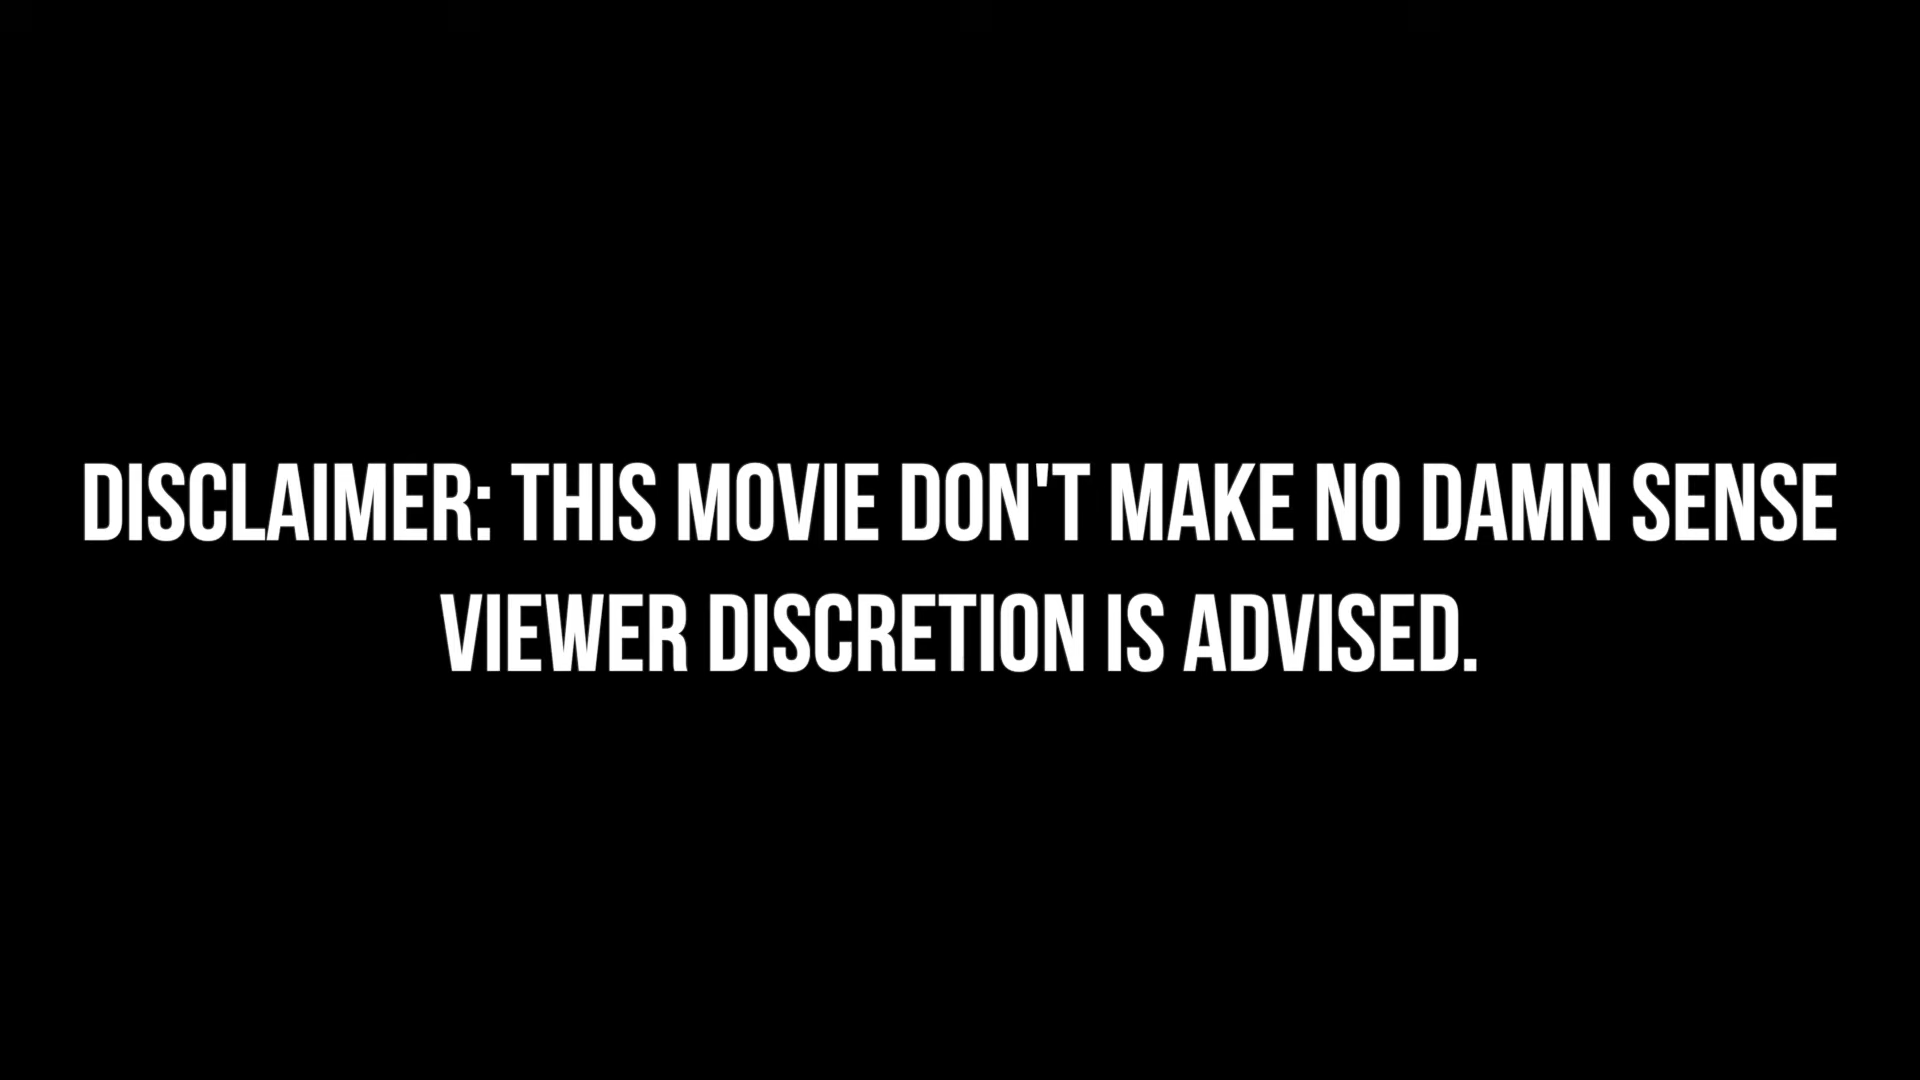 DISCLAIMER: THIS MOVIE DON'T MAKE NO DAMN SENSE
VIEWER DISCRETION IS ADVISED.